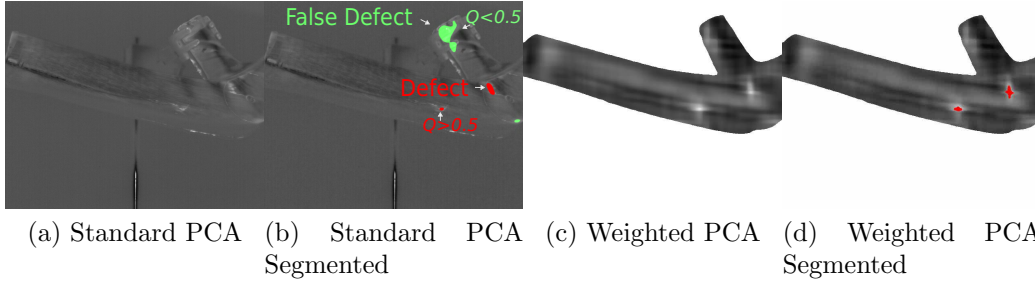 False Defect
Q<0.5
Defect
Q>0.5
(a) Standard PCA
(b) Standard PCA
Segmented
(c) Weighted PCA
(d) Weighted PCA
Segmented